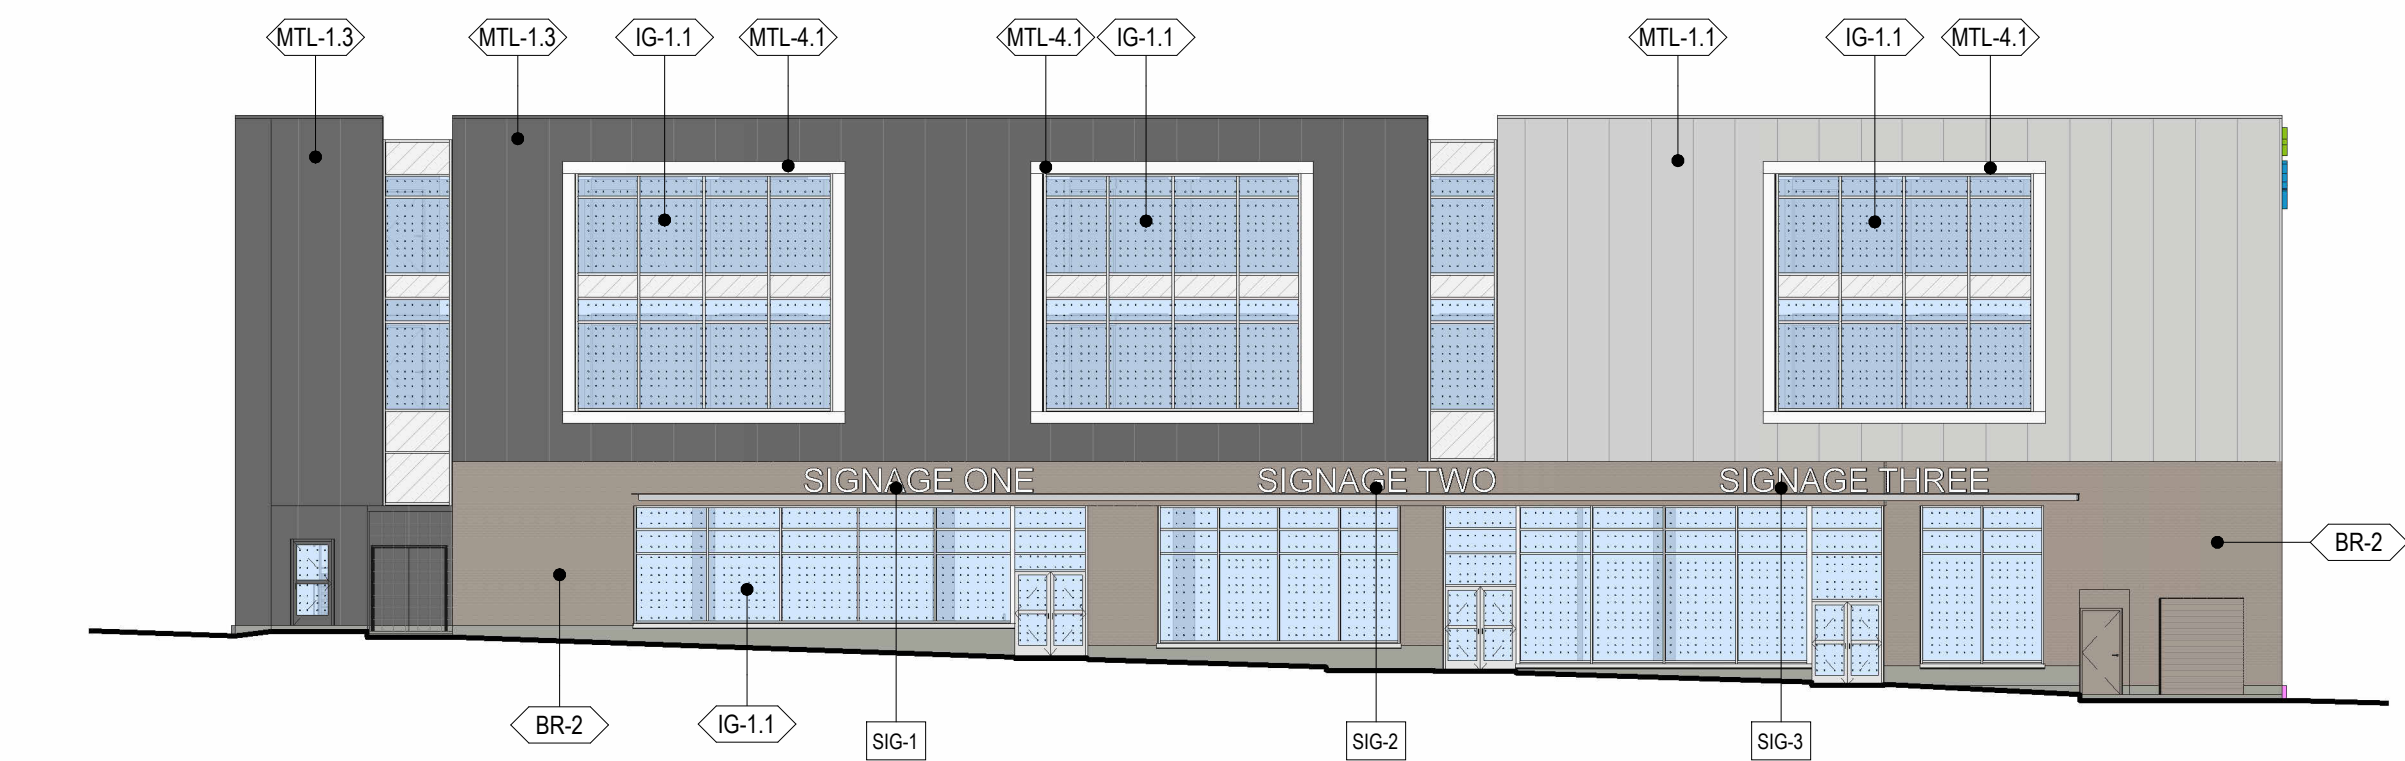 MTL-1.3
MTL-1.3
IG-1.1
MTL-4.1
MTL-4.1
IG-1.1
MTL-1.1
IG-1.1
MTL-4.1
SIGNAGE ONE
SIGNAGE TWO
SIGNAGE THREE
BR-2
BR-2
IG-1.1
SIG-1
SIG-2
SIG-3